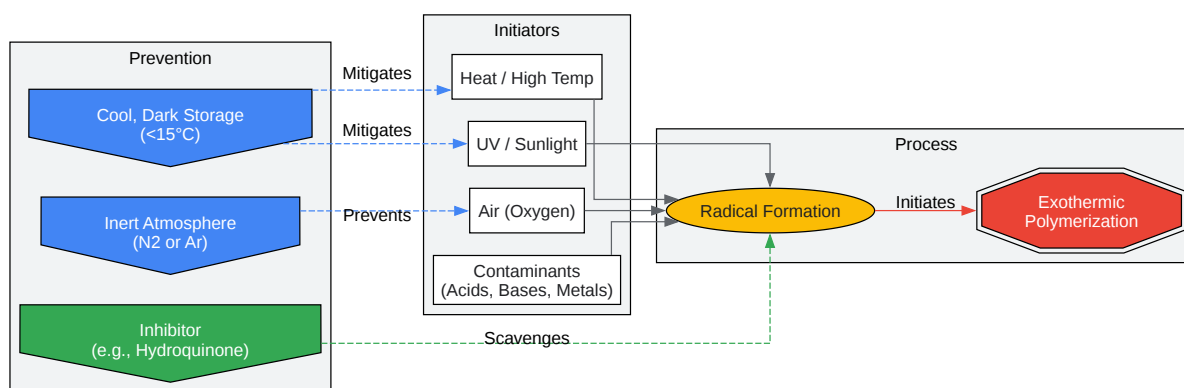 Prevention
Cool, Dark Storage
(<15°C)
Inert Atmosphere
(N2 or Ar)
Inhibitor
(e.g., Hydroquinone)
Mitigates
Mitigates
Prevents
Scavenges
Initiators
Heat / High Temp
UV / Sunlight
Air (Oxygen)
Contaminants
(Acids, Bases, Metals)
Process
Radical Formation
Initiates
Exothermic
Polymerization